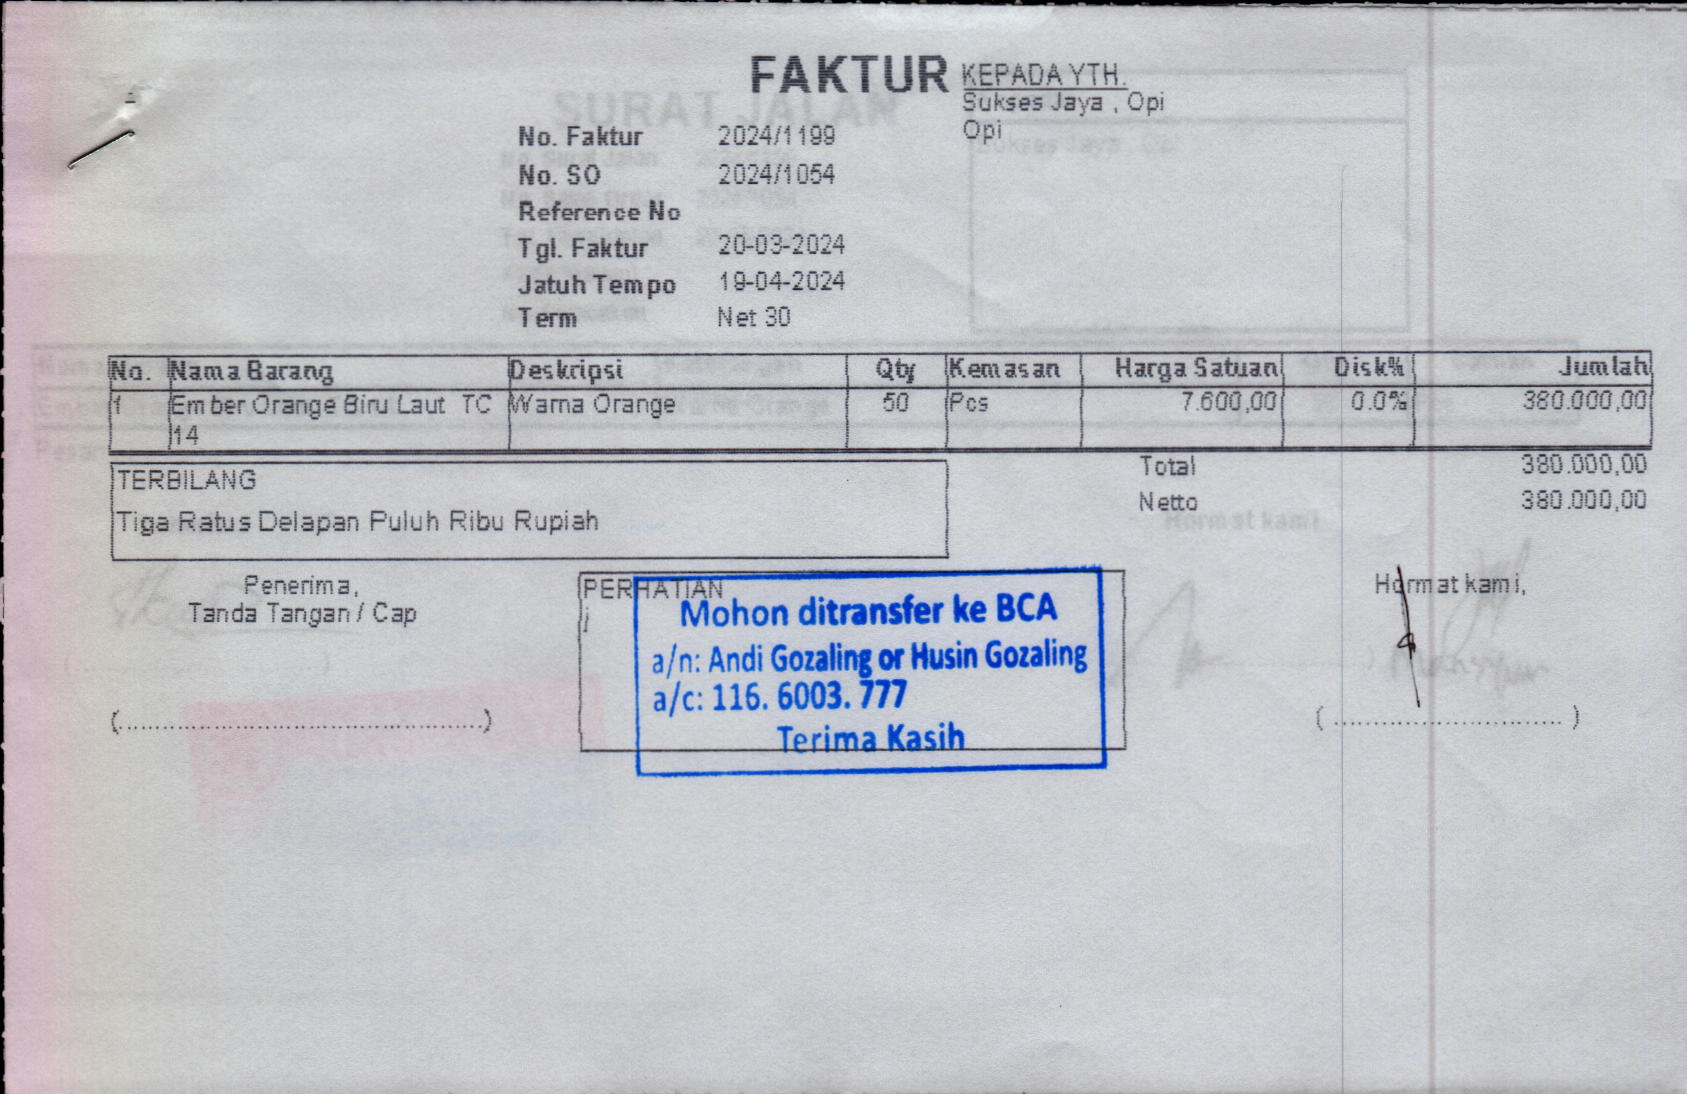 FAKTUR
KEPADA YTH.
Sukses Jaya , Opi
Opi
No. Faktur 2024/1199
No. SO 2024/1054
Reference No
Tgl. Faktur 20-03-2024
Jatuh Tempo 19-04-2024
Term Net 30
SURAT JALAN
No. Nama Barang Deskripsi Qty Kemasan Harga Satuan Disk% Jumlah
1 Ember Orange Biru Laut TC Warna Orange 50 Pcs 7.600,00 0.0% 380.000,00
14
Total 380.000,00
Netto 380.000,00
TERBILANG
Tiga Ratus Delapan Puluh Ribu Rupiah
Penerima,
Tanda Tangan / Cap
(..........................................)
PERHATIAN
j
Mohon ditransfer ke BCA
a/n: Andi Gozaling or Husin Gozaling
a/c: 116. 6003. 777
Terima Kasih
Hormat kami,
( .......................... )
Hormat kami